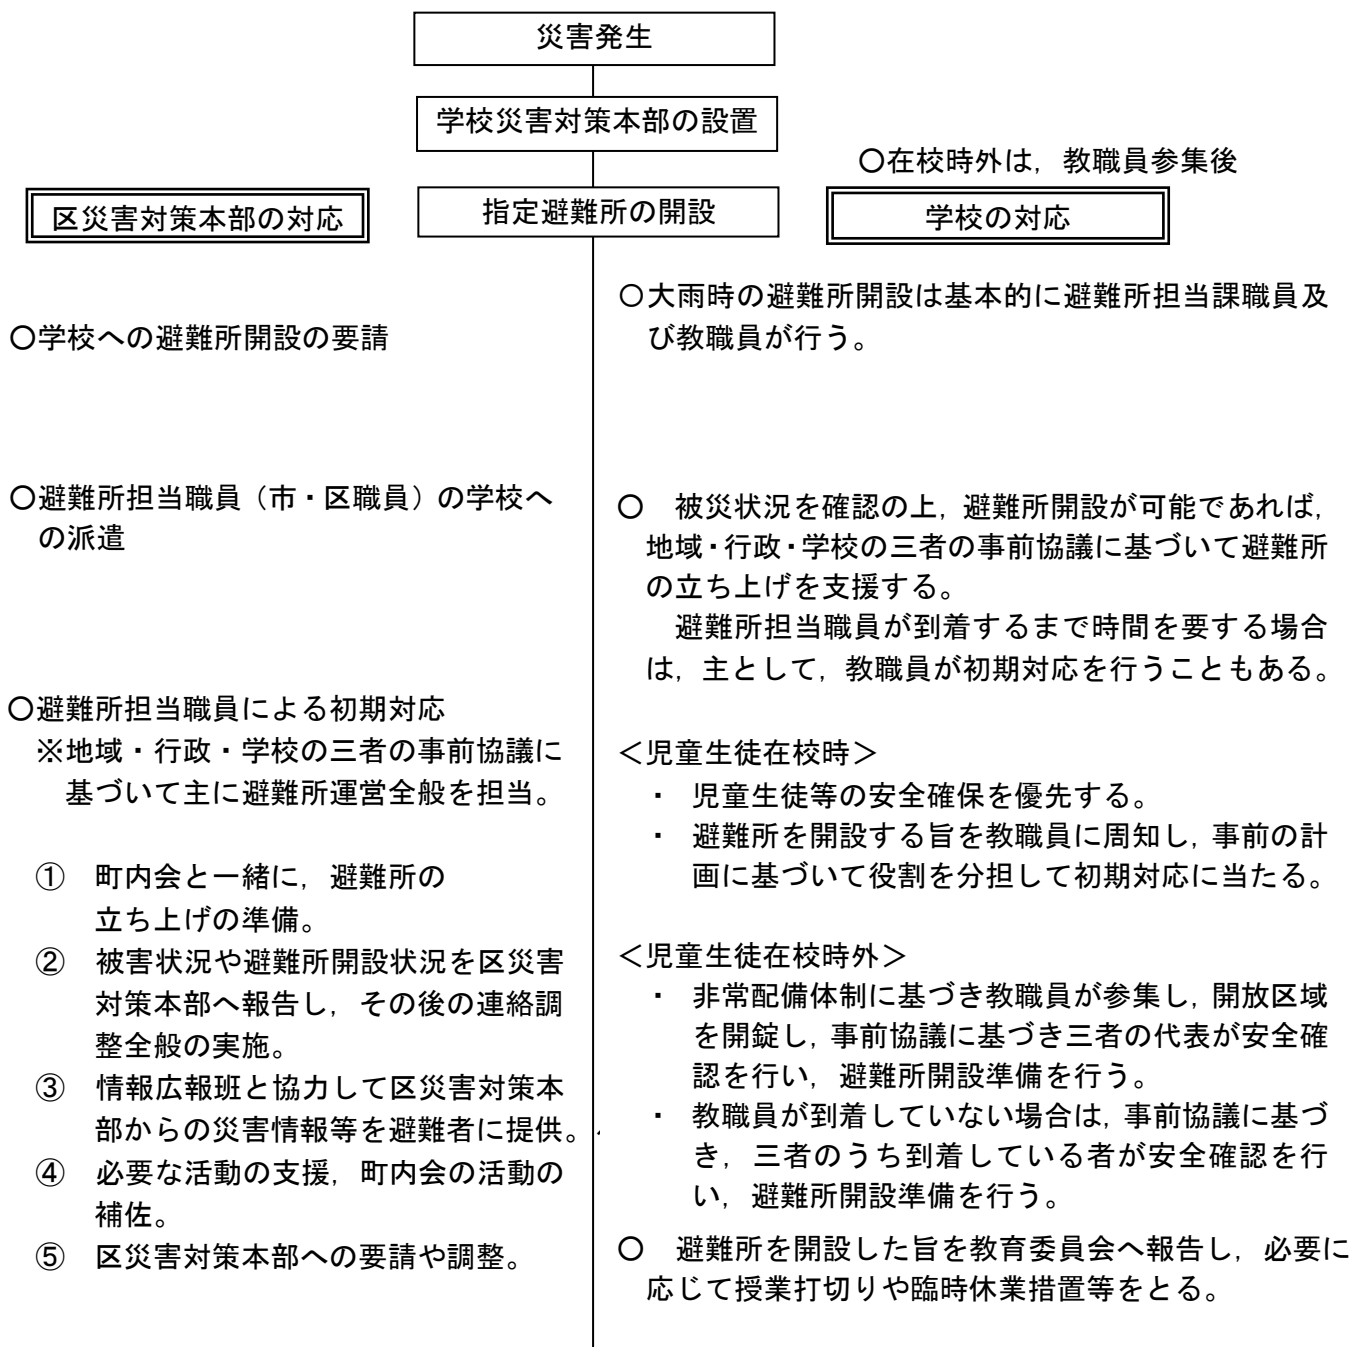 災害発生
学校災害対策本部の設置
○在校時外は，教職員参集後
区災害対策本部の対応
指定避難所の開設
学校の対応
○学校への避難所開設の要請
○避難所担当職員（市・区職員）の学校へ
の派遣
○避難所担当職員による初期対応
※地域・行政・学校の三者の事前協議に
基づいて主に避難所運営全般を担当。
①　町内会と一緒に，避難所の
立ち上げの準備。
②　被害状況や避難所開設状況を区災害
対策本部へ報告し，その後の連絡調
整全般の実施。
③　情報広報班と協力して区災害対策本
部からの災害情報等を避難者に提供。
④　必要な活動の支援，町内会の活動の
補佐。
⑤　区災害対策本部への要請や調整。
○大雨時の避難所開設は基本的に避難所担当課職員及
び教職員が行う。
○　被災状況を確認の上，避難所開設が可能であれば，
地域・行政・学校の三者の事前協議に基づいて避難所
の立ち上げを支援する。
避難所担当職員が到着するまで時間を要する場合
は，主として，教職員が初期対応を行うこともある。
＜児童生徒在校時＞
・　児童生徒等の安全確保を優先する。
・　避難所を開設する旨を教職員に周知し，事前の計
画に基づいて役割を分担して初期対応に当たる。
＜児童生徒在校時外＞
・　非常配備体制に基づき教職員が参集し，開放区域
を開錠し，事前協議に基づき三者の代表が安全確
認を行い，避難所開設準備を行う。
・　教職員が到着していない場合は，事前協議に基づ
き，三者のうち到着している者が安全確認を行
い，避難所開設準備を行う。
○　避難所を開設した旨を教育委員会へ報告し，必要に
応じて授業打切りや臨時休業措置等をとる。